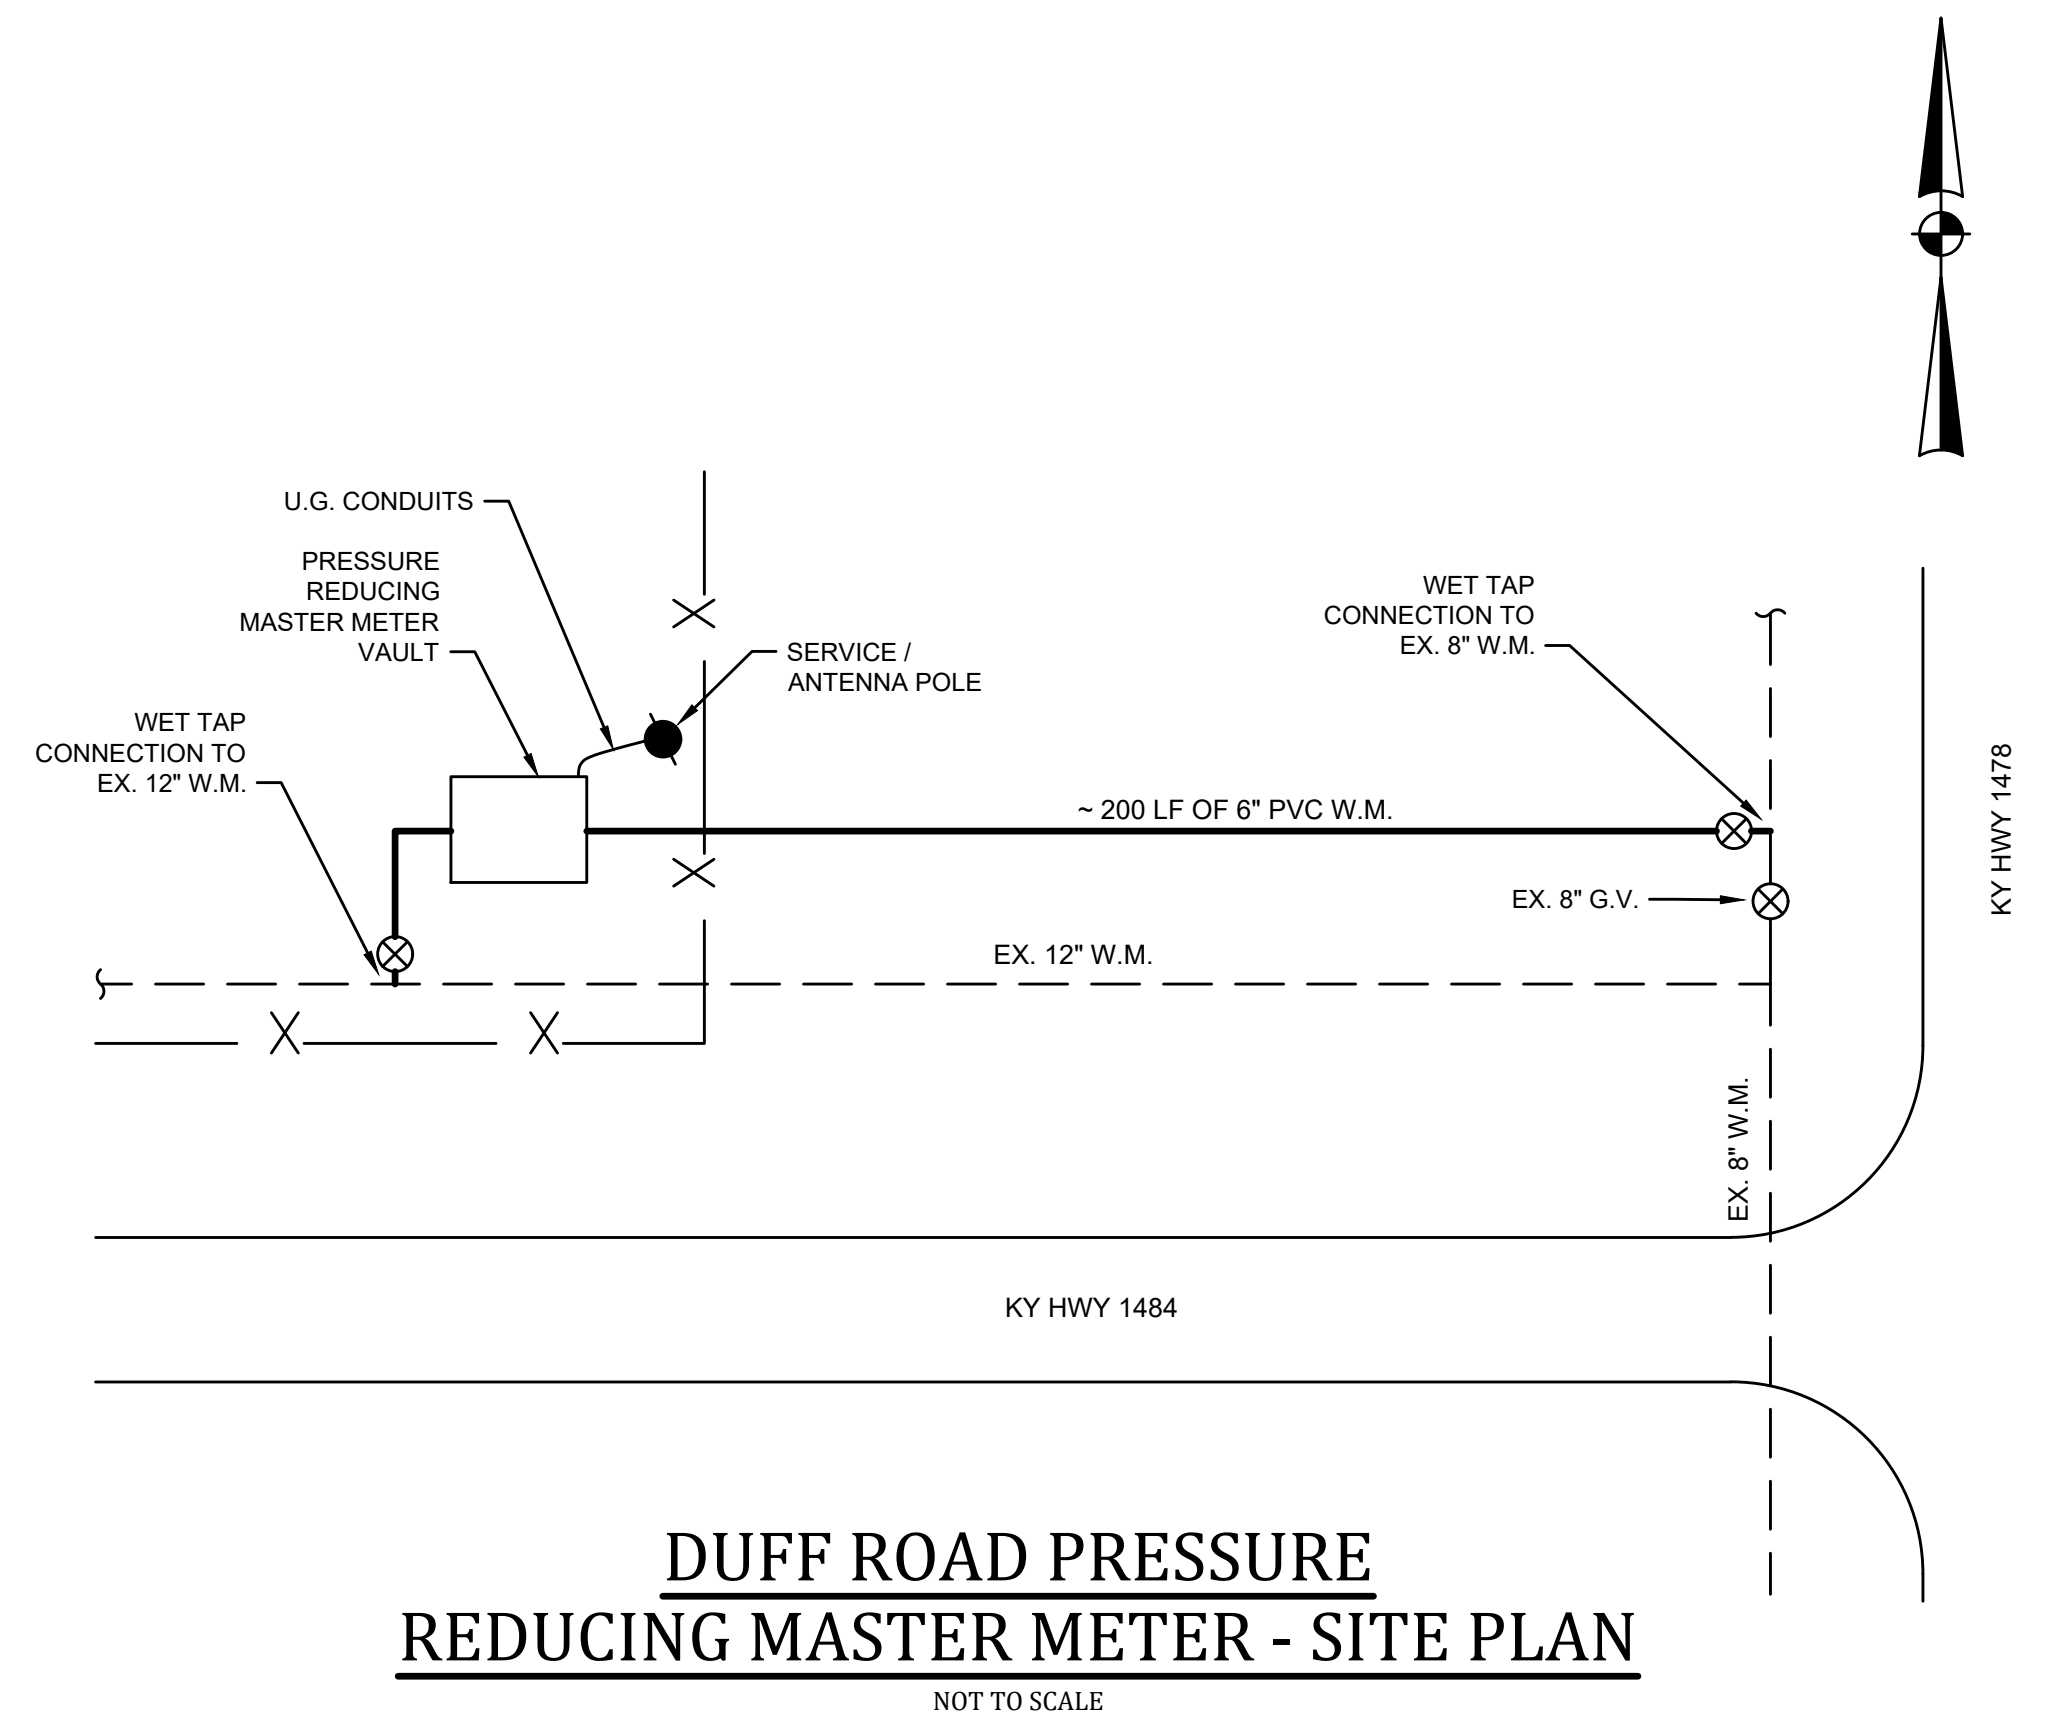 U.G. CONDUITS
PRESSURE
REDUCING
MASTER METER
VAULT
WET TAP
CONNECTION TO
EX. 12" W.M.
SERVICE /
ANTENNA POLE
WET TAP
CONNECTION TO
EX. 8" W.M.
~ 200 LF OF 6" PVC W.M.
EX. 8" G.V.
EX. 12" W.M.
KY HWY 1478
EX. 8" W.M.
KY HWY 1484
DUFF ROAD PRESSURE
REDUCING MASTER METER - SITE PLAN
NOT TO SCALE